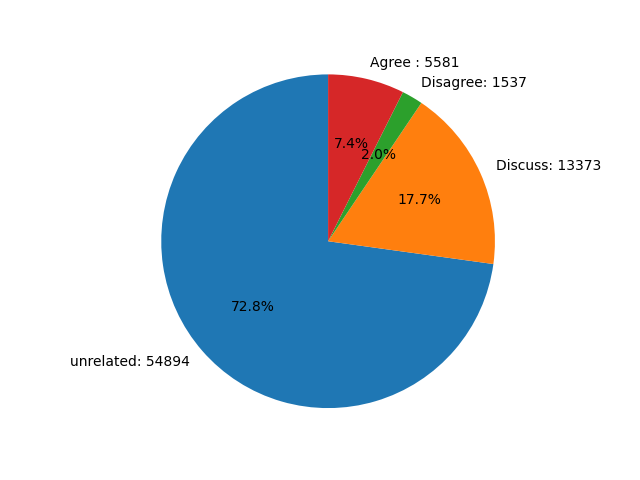 Agree : 5581
Disagree: 1537
7.4%
2.0%
Discuss: 13373
17.7%
72.8%
unrelated: 54894